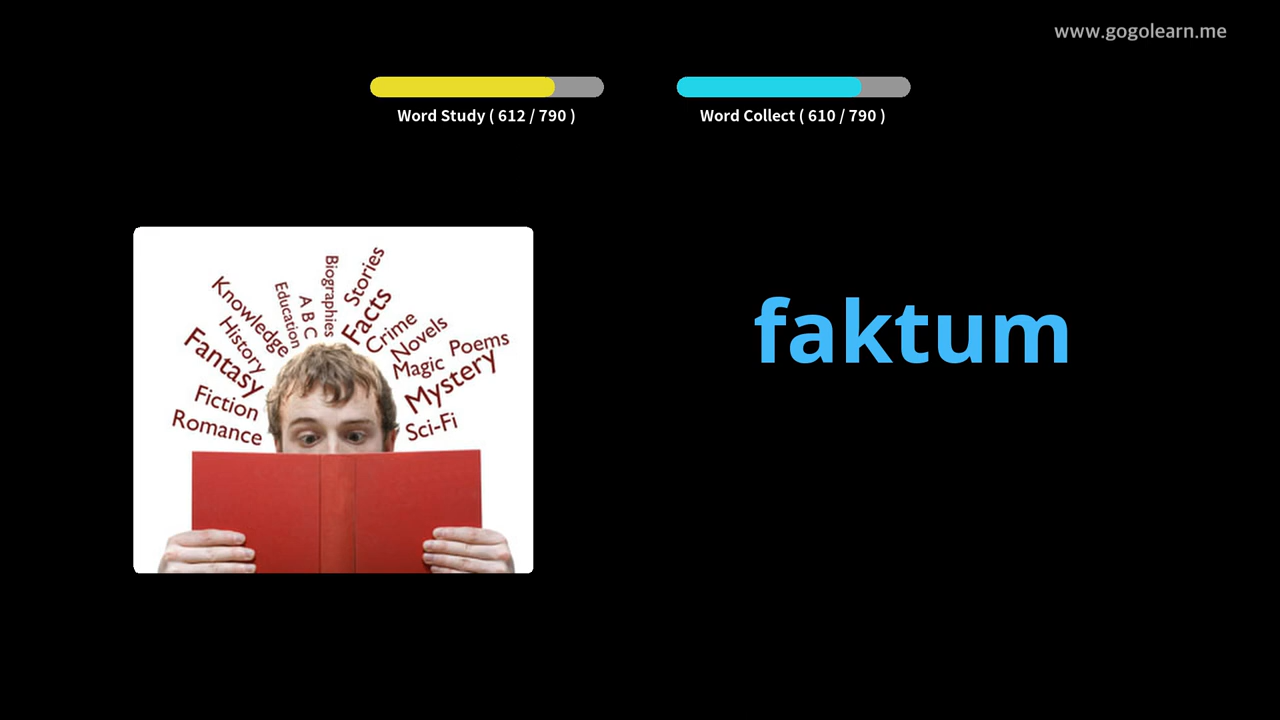 www.gogolearn.me
Word Study ( 612 / 790 )
Word Collect ( 610 / 790 )
Romance
Fiction
Fantasy
History
Knowledge
Education
A B C
Biographies
Stories
Facts
Crime
Novels
Magic
Poems
Mystery
Sci-Fi
faktum